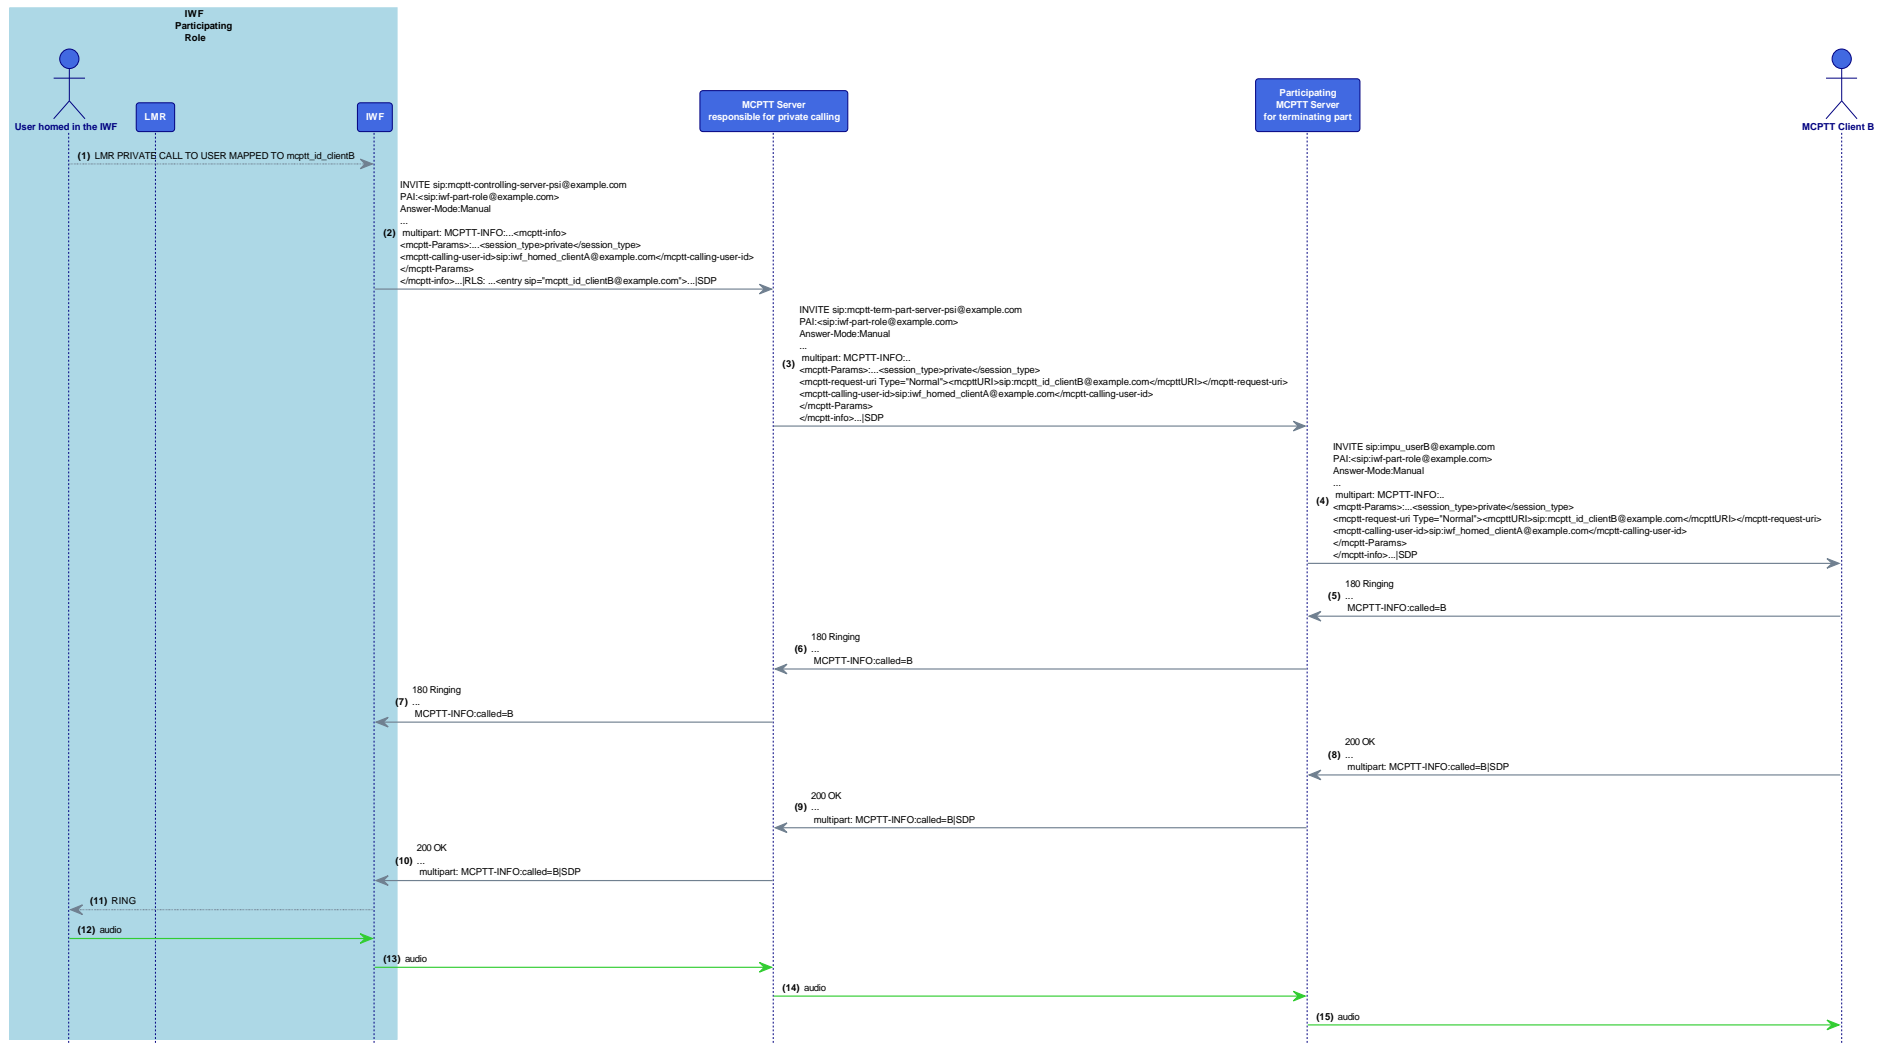 IWF
Participating
Role
User homed in the IWF
LMR
IWF
MCPTT Server
responsible for private calling
Participating
MCPTT Server
for terminating part
MCPTT Client B
(1) LMR PRIVATE CALL TO USER MAPPED TO mcptt_id_clientB
INVITE sip:mcptt-controlling-server-psi@example.com
PAI:<sip:iwf-part-role@example.com>
Answer-Mode:Manual
...
(2) multipart: MCPTT-INFO:...<mcptt-info>
<mcptt-Params>:...<session_type>private</session_type>
<mcptt-calling-user-id>sip:iwf_homed_clientA@example.com</mcptt-calling-user-id>
</mcptt-Params>
</mcptt-info>...|RLS: ...<entry sip="mcptt_id_clientB@example.com">...|SDP
INVITE sip:mcptt-term-part-server-psi@example.com
PAI:<sip:iwf-part-role@example.com>
Answer-Mode:Manual
...
multipart: MCPTT-INFO:..
(3) <mcptt-Params>:...<session_type>private</session_type>
<mcptt-request-uri Type="Normal"><mcpttURI>sip:mcptt_id_clientB@example.com</mcpttURI></mcptt-request-uri>
<mcptt-calling-user-id>sip:iwf_homed_clientA@example.com</mcptt-calling-user-id>
</mcptt-Params>
</mcptt-info>...|SDP
INVITE sip:impu_userB@example.com
PAI:<sip:iwf-part-role@example.com>
Answer-Mode:Manual
...
multipart: MCPTT-INFO:..
(4) <mcptt-Params>:...<session_type>private</session_type>
<mcptt-request-uri Type="Normal"><mcpttURI>sip:mcptt_id_clientB@example.com</mcpttURI></mcptt-request-uri>
<mcptt-calling-user-id>sip:iwf_homed_clientA@example.com</mcptt-calling-user-id>
</mcptt-Params>
</mcptt-info>...|SDP
180 Ringing
(5) ...
MCPTT-INFO:called=B
180 Ringing
(6) ...
MCPTT-INFO:called=B
180 Ringing
(7) ...
MCPTT-INFO:called=B
200 OK
(8) ...
multipart: MCPTT-INFO:called=B|SDP
200 OK
(9) ...
multipart: MCPTT-INFO:called=B|SDP
200 OK
(10) ...
multipart: MCPTT-INFO:called=B|SDP
(11) RING
(12) audio
(13) audio
(14) audio
(15) audio